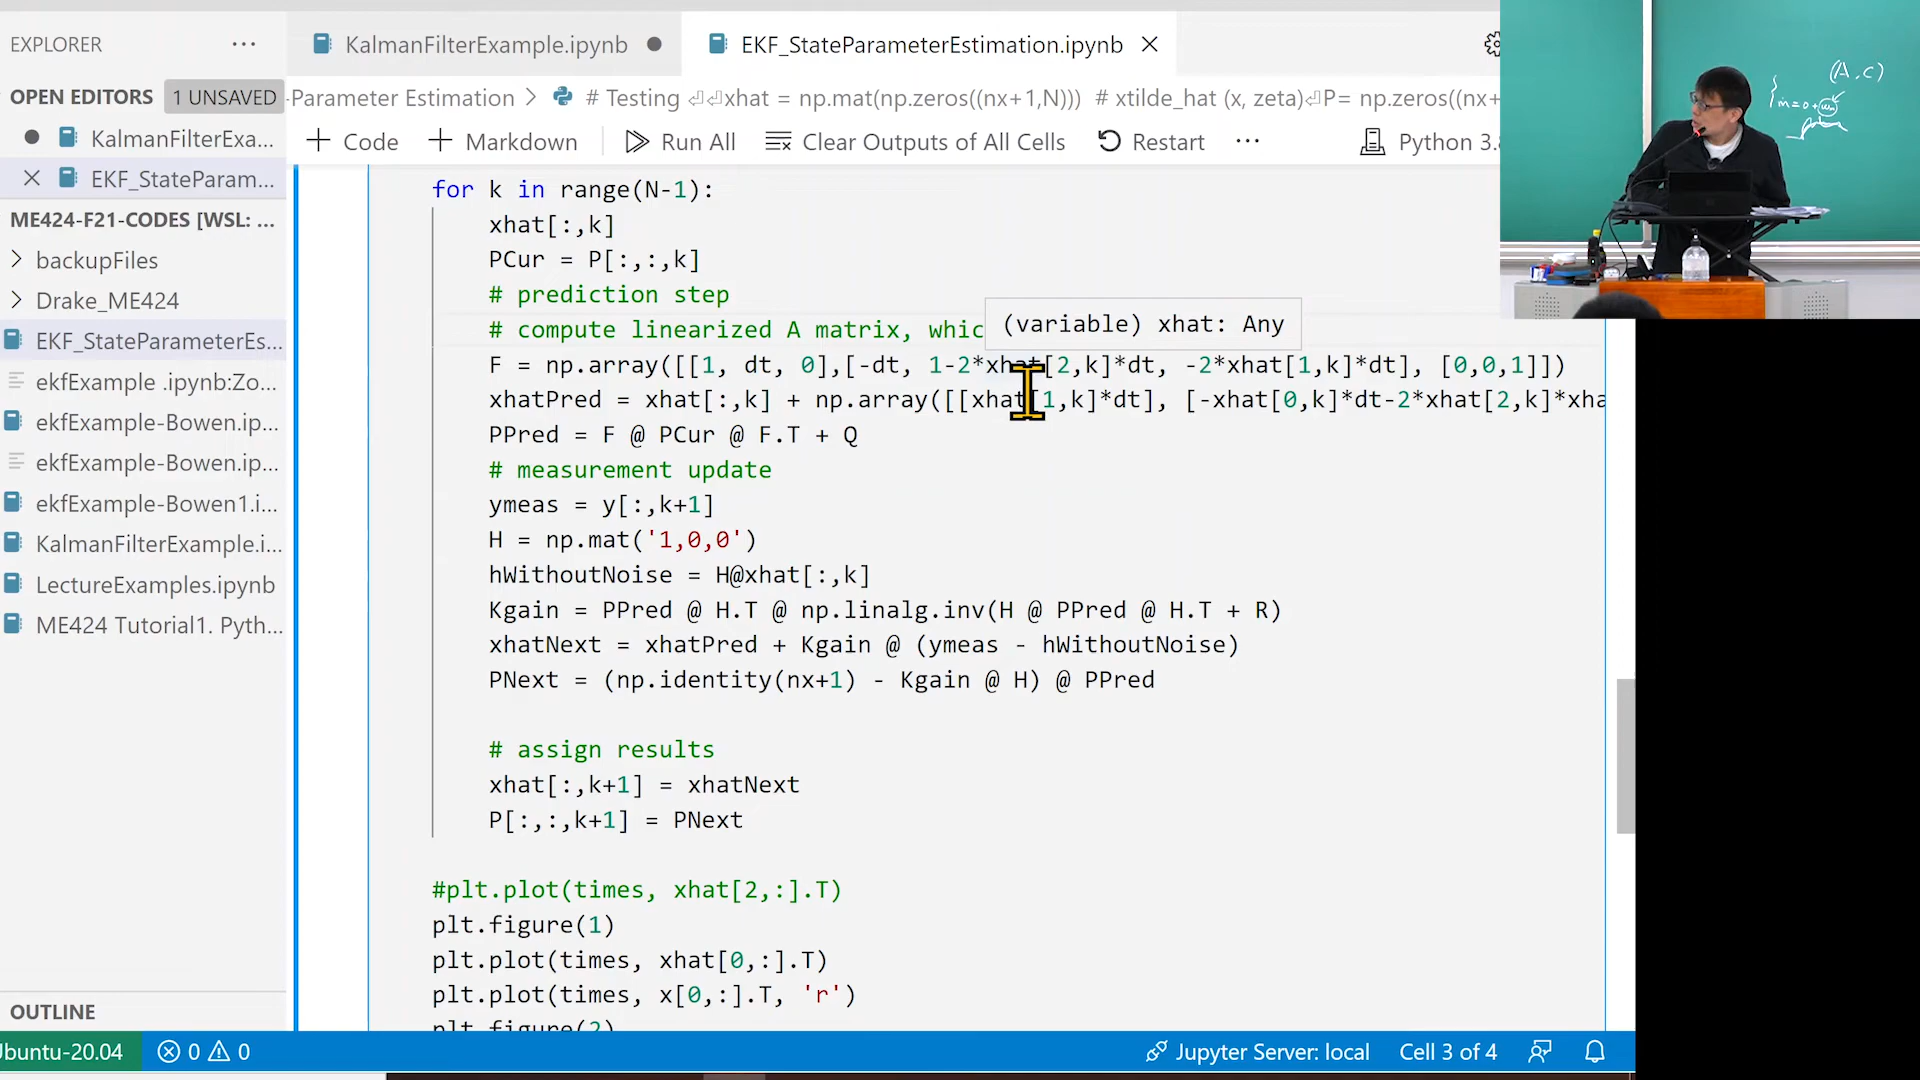 EXPLORER ···
KalmanFilterExample.ipynb
EKF_StateParameterEstimation.ipynb
OPEN EDITORS 1 UNSAVED
-Parameter Estimation > # Testing ⏎⏎xhat = np.mat(np.zeros((nx+1,N))) # xtilde_hat (x, zeta)⏎P= np.zeros((nx+
KalmanFilterExa...
EKF_StateParam...
+ Code + Markdown Run All Clear Outputs of All Cells Restart ··· Python 3.8
ME424-F21-CODES [WSL: ...
backupFiles
Drake_ME424
EKF_StateParameterEs...
ekfExample .ipynb:Zo...
ekfExample-Bowen.ip...
ekfExample-Bowen.ip...
ekfExample-Bowen1.i...
KalmanFilterExample.i...
LectureExamples.ipynb
ME424 Tutorial1. Pyth...
OUTLINE
for k in range(N-1):
xhat[:,k]
PCur = P[:,:,k]
# prediction step
# compute linearized A matrix, whic
(variable) xhat: Any
F = np.array([[1, dt, 0],[-dt, 1-2*xhat[2,k]*dt, -2*xhat[1,k]*dt], [0,0,1]])
xhatPred = xhat[:,k] + np.array([[xhat[1,k]*dt], [-xhat[0,k]*dt-2*xhat[2,k]*xha
PPred = F @ PCur @ F.T + Q
# measurement update
ymeas = y[:,k+1]
H = np.mat('1,0,0')
hWithoutNoise = H@xhat[:,k]
Kgain = PPred @ H.T @ np.linalg.inv(H @ PPred @ H.T + R)
xhatNext = xhatPred + Kgain @ (ymeas - hWithoutNoise)
PNext = (np.identity(nx+1) - Kgain @ H) @ PPred
# assign results
xhat[:,k+1] = xhatNext
P[:,:,k+1] = PNext
#plt.plot(times, xhat[2,:].T)
plt.figure(1)
plt.plot(times, xhat[0,:].T)
plt.plot(times, x[0,:].T, 'r')
plt.figure(2)
Ubuntu-20.04 0 0 Jupyter Server: local Cell 3 of 4
(A,c)